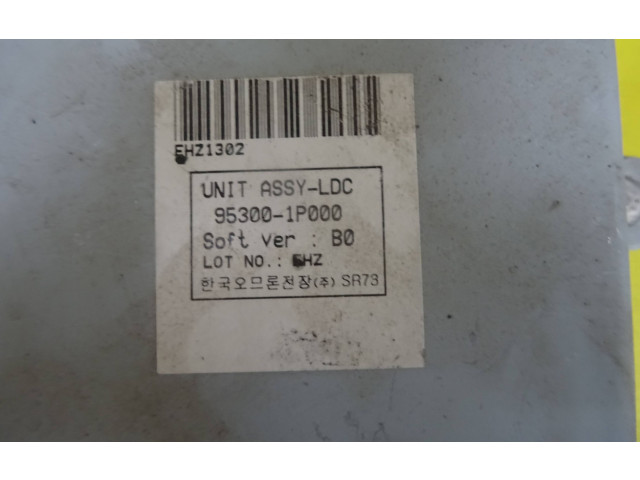 EHZ1302
UNIT ASSY-LDC
95300-1P000
Soft Ver : B0
LOT NO.: EHZ
한국오므론전장(주) SR73